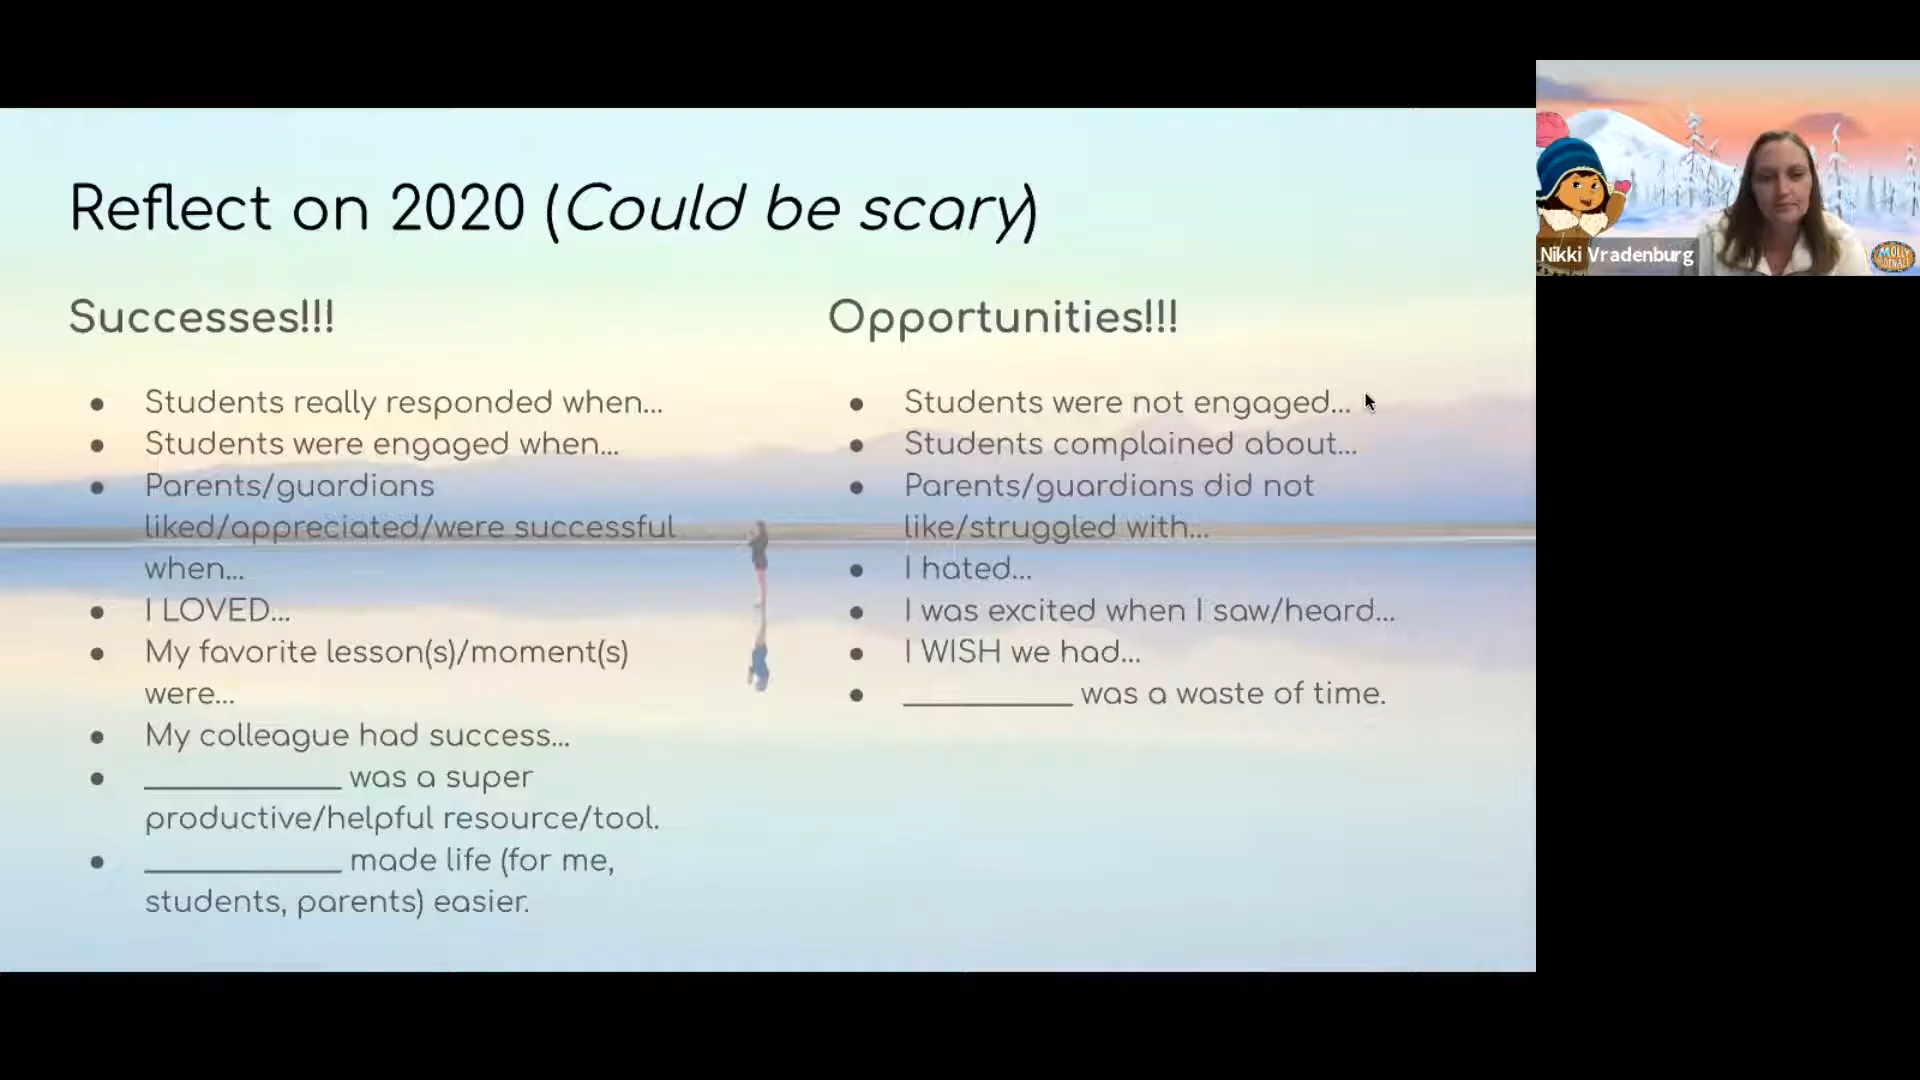 Reflect on 2020 (Could be scary)
Successes!!!
● Students really responded when...
● Students were engaged when...
● Parents/guardians
liked/appreciated/were successful
when...
● I LOVED...
● My favorite lesson(s)/moment(s)
were...
● My colleague had success...
● ____________ was a super
productive/helpful resource/tool.
● ____________ made life (for me,
students, parents) easier.
Opportunities!!!
● Students were not engaged...
● Students complained about...
● Parents/guardians did not
like/struggled with...
● I hated...
● I was excited when I saw/heard...
● I WISH we had...
● __________ was a waste of time.
Nikki Vradenburg
MOLLY
DENALI